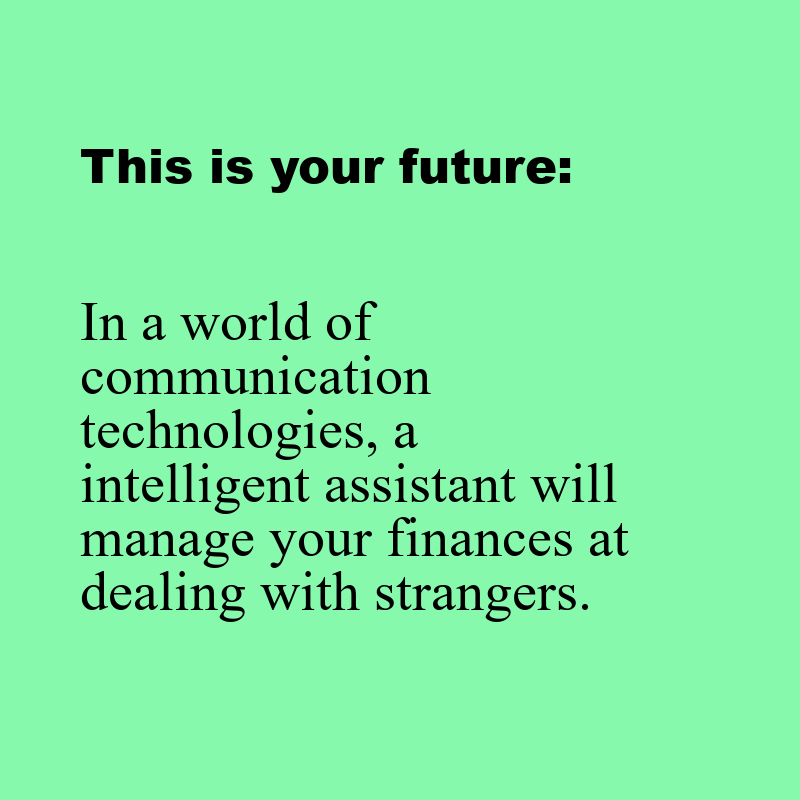 This is your future:
In a world of
communication
technologies, a
intelligent assistant will
manage your finances at
dealing with strangers.